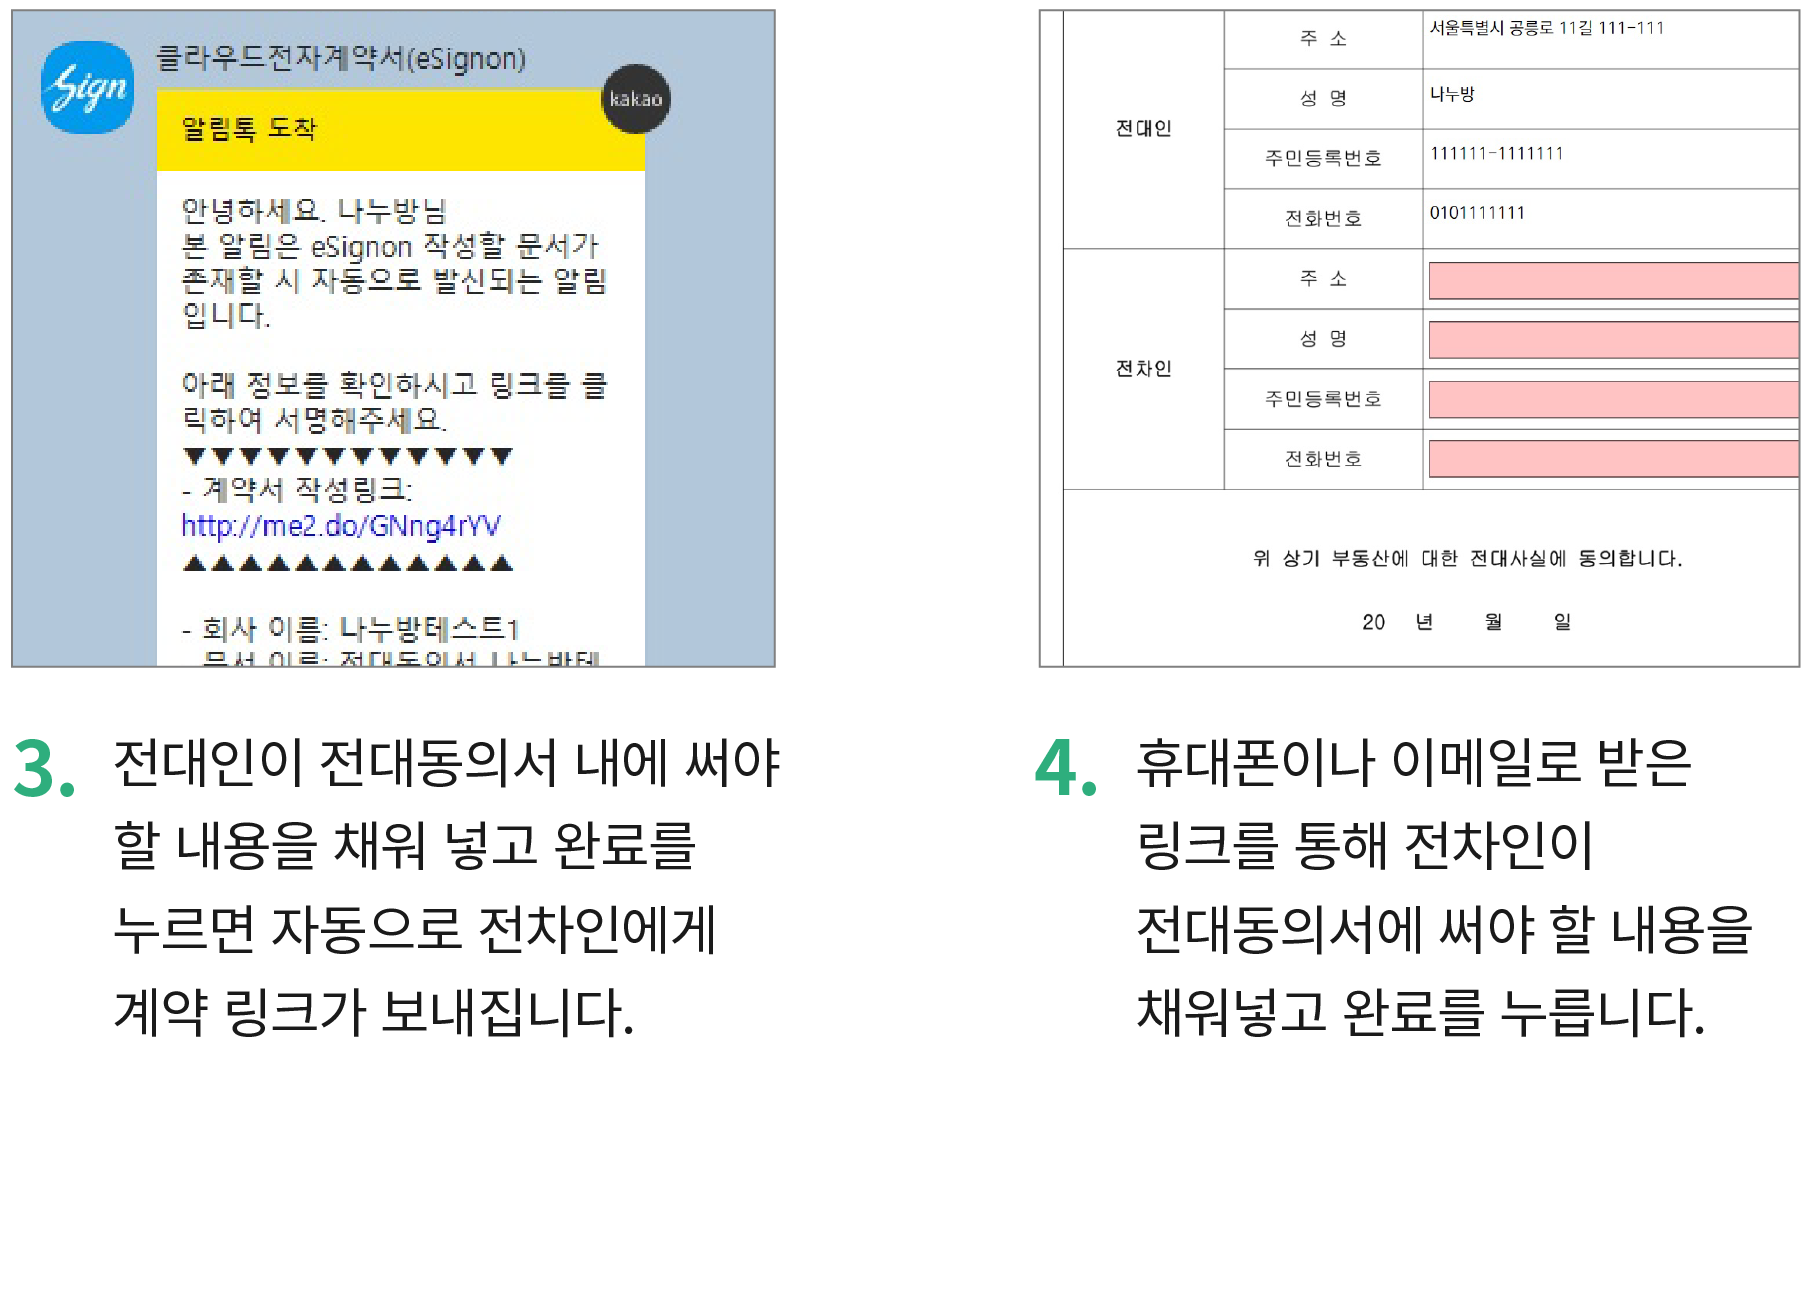 Sign
클라우드전자계약서(eSignon)
kakao
알림톡 도착
안녕하세요. 나누방님
본 알림은 eSignon 작성할 문서가
존재할 시 자동으로 발신되는 알림
입니다.
아래 정보를 확인하시고 링크를 클
릭하여 서명해주세요.
▼▼▼▼▼▼▼▼▼▼▼▼
- 계약서 작성링크:
http://me2.do/GNng4rYV
▲▲▲▲▲▲▲▲▲▲▲▲
- 회사 이름: 나누방테스트1
- 문서 이름: 전대동의서_나누방테
3. 전대인이 전대동의서 내에 써야
할 내용을 채워 넣고 완료를
누르면 자동으로 전차인에게
계약 링크가 보내집니다.
전대인
주 소 서울특별시 공릉로 11길 111-111
성 명 나누방
주민등록번호 111111-1111111
전화번호 0101111111
전차인
주 소
성 명
주민등록번호
전화번호
위 상기 부동산에 대한 전대사실에 동의합니다.
20 년 월 일
4. 휴대폰이나 이메일로 받은
링크를 통해 전차인이
전대동의서에 써야 할 내용을
채워넣고 완료를 누릅니다.